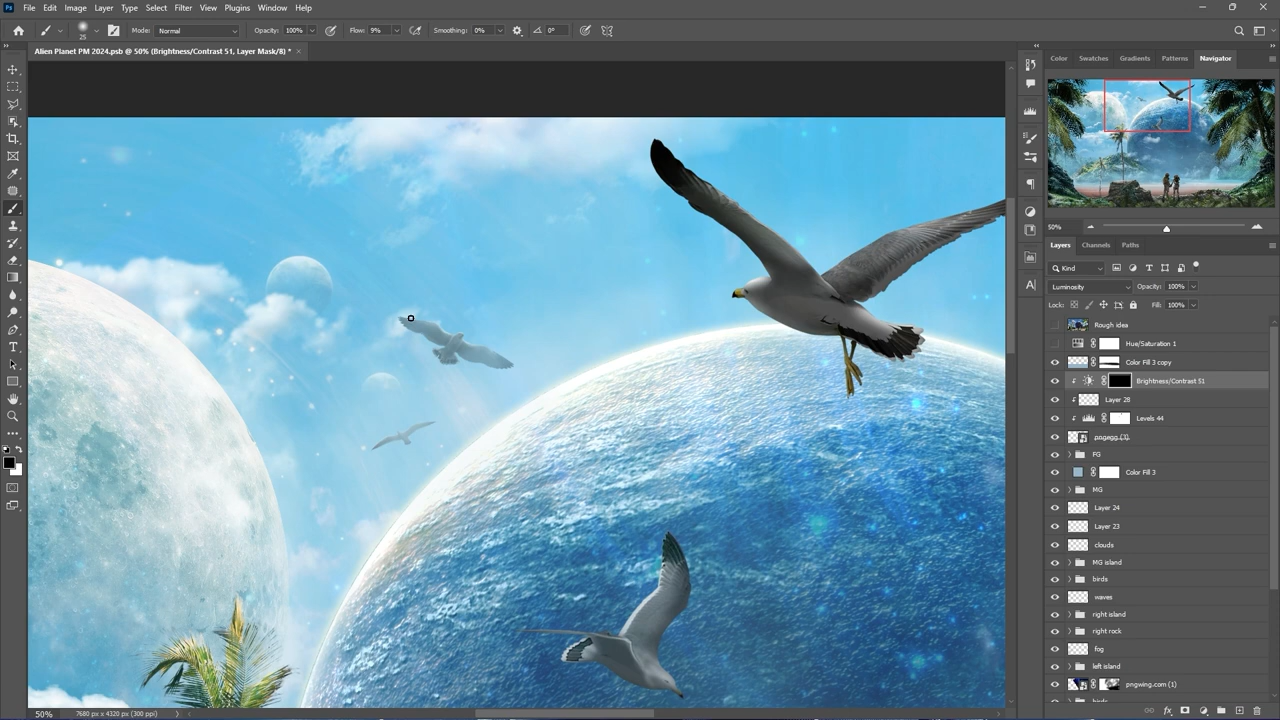 Ps File Edit Image Layer Type Select Filter View Plugins Window Help
25 Mode: Normal Opacity: 100% Flow: 9% Smoothing: 0% 0°
Alien Planet PM 2024.psb @ 50% (Brightness/Contrast 51, Layer Mask/8) *
Color Swatches Gradients Patterns Navigator
50%
Layers Channels Paths
Kind
Luminosity Opacity: 100%
Lock: Fill: 100%
Rough idea
Hue/Saturation 1
Color Fill 3 copy
Brightness/Contrast 51
Layer 28
Levels 44
pngegg (3)
FG
Color Fill 3
MG
Layer 24
Layer 23
clouds
MG island
birds
waves
right island
right rock
fog
left island
pngwing.com (1)
birds
50% 7680 px x 4320 px (300 ppi)